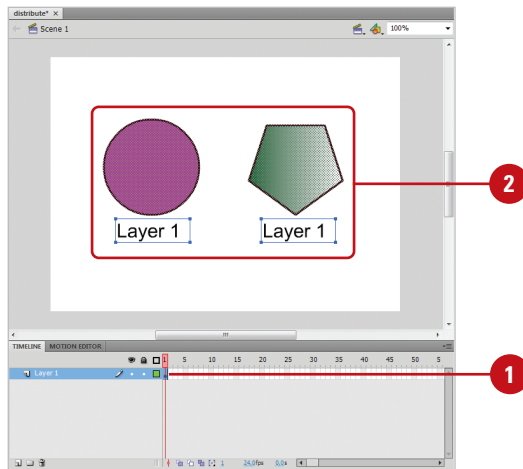 distribute* ×
Scene 1
100%
Layer 1
Layer 1
2
TIMELINE
MOTION EDITOR
1 5 10 15 20 25 30 35 40 45 50 5
Layer 1
1
1 24.0fps 0.0s